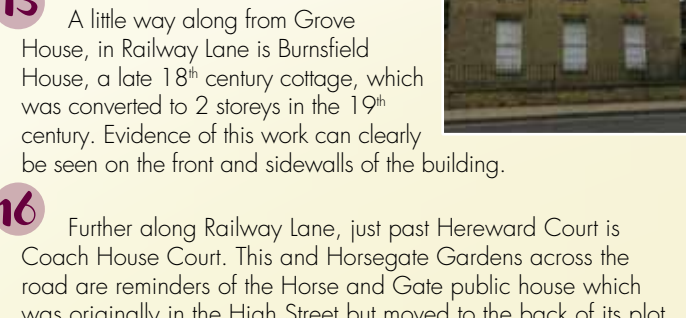 15
A little way along from Grove
House, in Railway Lane is Burnsfield
House, a late 18th century cottage, which
was converted to 2 storeys in the 19th
century. Evidence of this work can clearly
be seen on the front and sidewalls of the building.
16
Further along Railway Lane, just past Hereward Court is
Coach House Court. This and Horsegate Gardens across the
road are reminders of the Horse and Gate public house which
was originally in the High Street but moved to the back of its plot